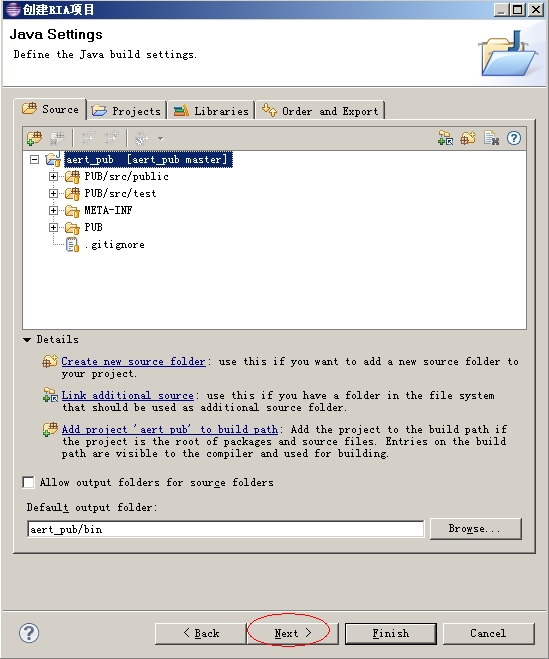 创建RIA项目
Java Settings
Define the Java build settings.
Source Projects Libraries Order and Export
aert_pub [aert_pub master]
PUB/src/public
PUB/src/test
META-INF
PUB
.gitignore
Details
Create new source folder: use this if you want to add a new source folder to
your project.
Link additional source: use this if you have a folder in the file system
that should be used as additional source folder.
Add project 'aert_pub' to build path: Add the project to the build path if
the project is the root of packages and source files. Entries on the build
path are visible to the compiler and used for building.
Allow output folders for source folders
Default output folder:
aert_pub/bin
Browse...
< Back
Next >
Finish
Cancel